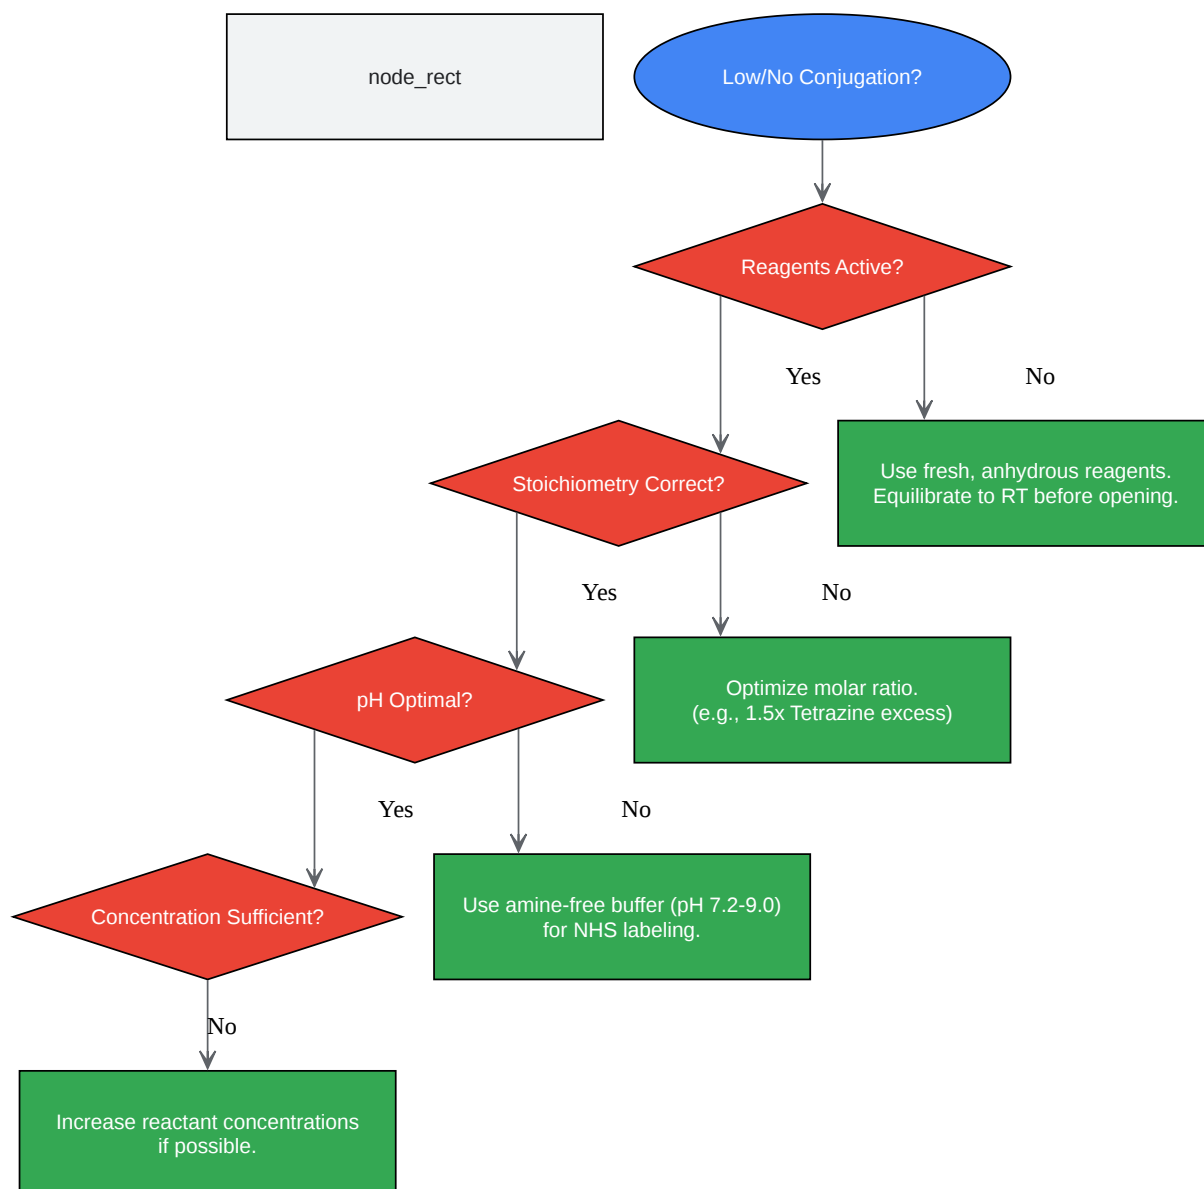 node_rect
Low/No Conjugation?
Reagents Active?
Yes
No
Stoichiometry Correct?
Use fresh, anhydrous reagents.
Equilibrate to RT before opening.
Yes
No
pH Optimal?
Optimize molar ratio.
(e.g., 1.5x Tetrazine excess)
Yes
No
Concentration Sufficient?
Use amine-free buffer (pH 7.2-9.0)
for NHS labeling.
No
Increase reactant concentrations
if possible.